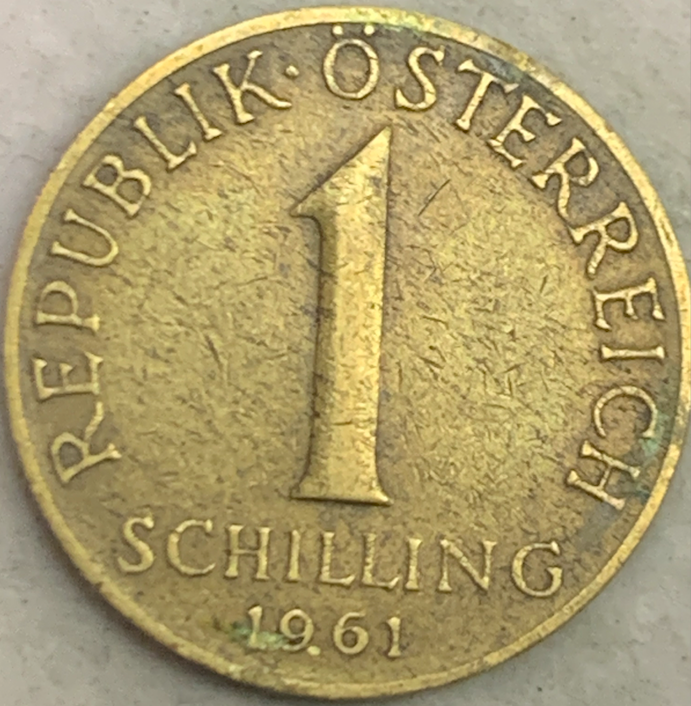 REPUBLIK · ÖSTERREICH
1
SCHILLING
1961